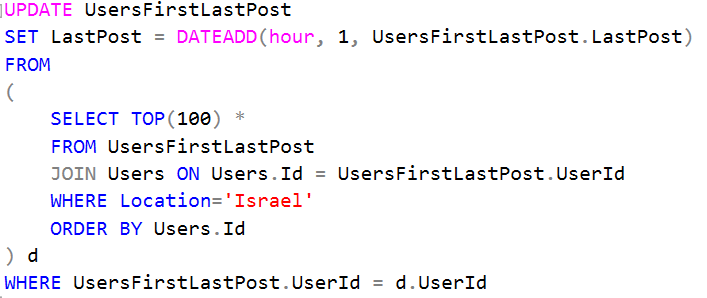 UPDATE UsersFirstLastPost
SET LastPost = DATEADD(hour, 1, UsersFirstLastPost.LastPost)
FROM
(
    SELECT TOP(100) *
    FROM UsersFirstLastPost
    JOIN Users ON Users.Id = UsersFirstLastPost.UserId
    WHERE Location='Israel'
    ORDER BY Users.Id
) d
WHERE UsersFirstLastPost.UserId = d.UserId